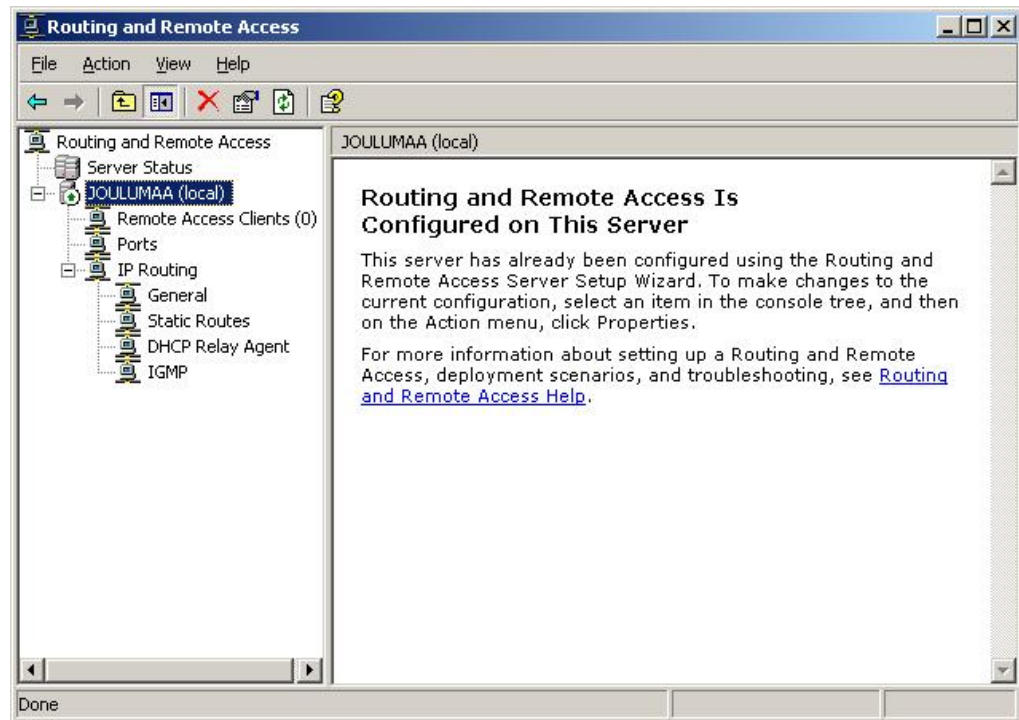 Routing and Remote Access
File Action View Help
Routing and Remote Access
Server Status
JOULUMAA (local)
Remote Access Clients (0)
Ports
IP Routing
General
Static Routes
DHCP Relay Agent
IGMP
JOULUMAA (local)
Routing and Remote Access Is
Configured on This Server
This server has already been configured using the Routing and
Remote Access Server Setup Wizard. To make changes to the
current configuration, select an item in the console tree, and then
on the Action menu, click Properties.
For more information about setting up a Routing and Remote
Access, deployment scenarios, and troubleshooting, see Routing
and Remote Access Help.
Done